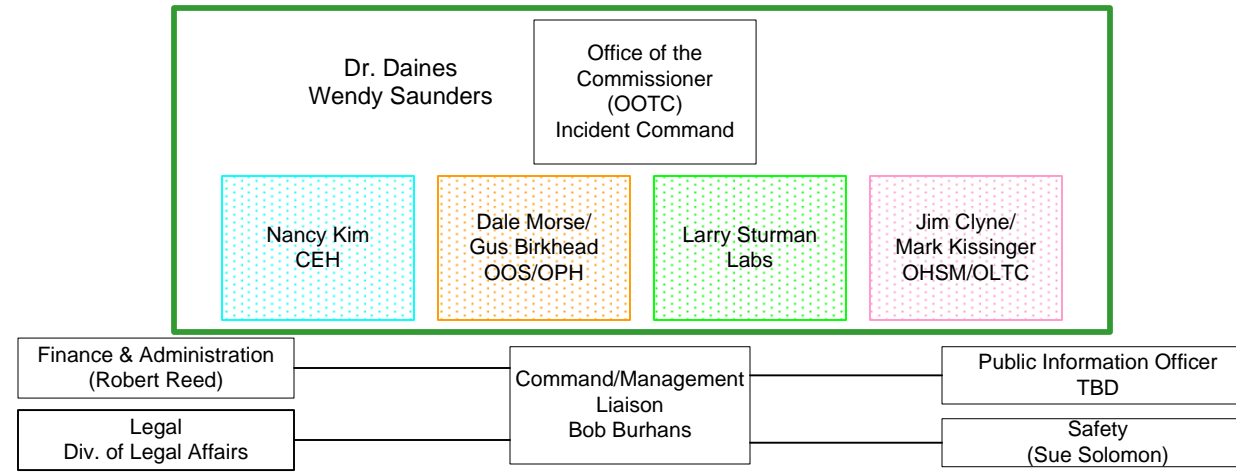 Dr. Daines
Wendy Saunders
Office of the
Commissioner
(OOTC)
Incident Command
Nancy Kim
CEH
Dale Morse/
Gus Birkhead
OOS/OPH
Larry Sturman
Labs
Jim Clyne/
Mark Kissinger
OHSM/OLTC
Finance & Administration
(Robert Reed)
Legal
Div. of Legal Affairs
Command/Management
Liaison
Bob Burhans
Public Information Officer
TBD
Safety
(Sue Solomon)